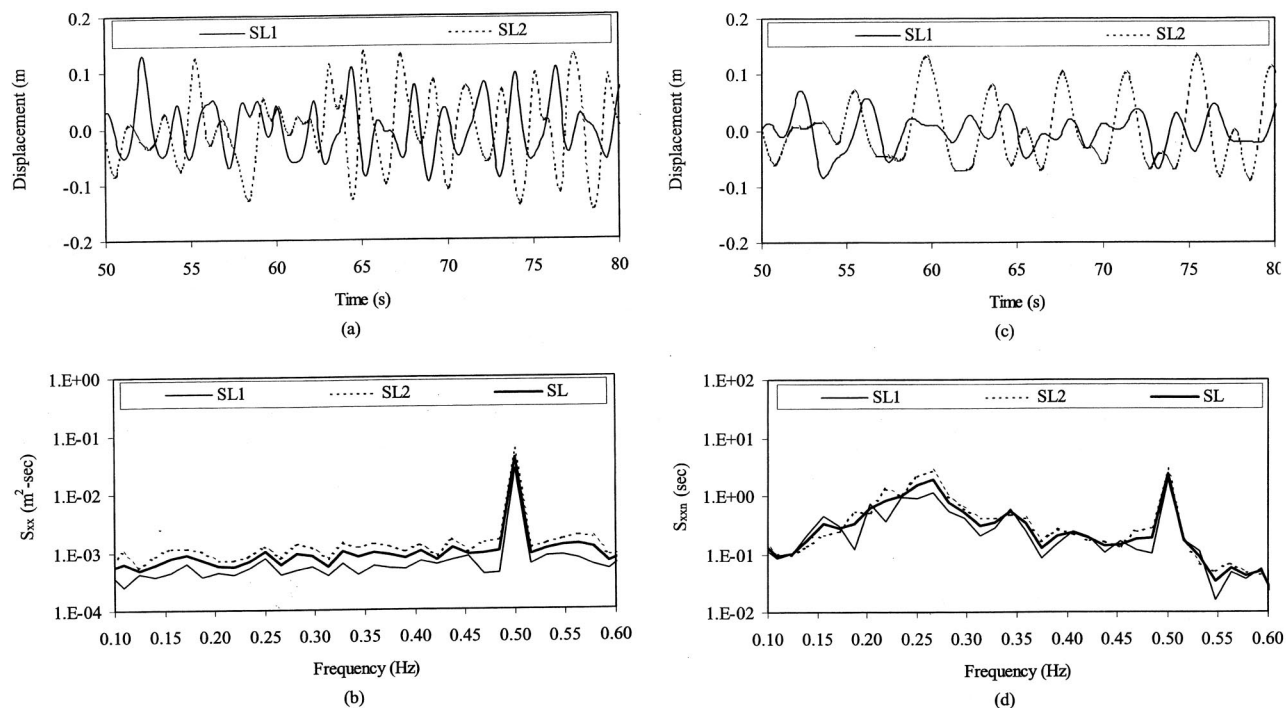 0.2
SL1
SL2
0.1
0.0
-0.1
-0.2
Displacement (m
50
55
60
65
70
75
80
Time (s)
(a)
0.2
SL1
SL2
0.1
0.0
-0.1
-0.2
Displacement (m
50
55
60
65
70
75
80
Time (s)
(c)
1.E+00
SL1
SL2
SL
1.E-01
1.E-02
1.E-03
1.E-04
Sxx (m²-sec)
0.10
0.15
0.20
0.25
0.30
0.35
0.40
0.45
0.50
0.55
0.60
Frequency (Hz)
(b)
1.E+02
SL1
SL2
SL
1.E+01
1.E+00
1.E-01
1.E-02
Sxxn (sec)
0.10
0.15
0.20
0.25
0.30
0.35
0.40
0.45
0.50
0.55
0.60
Frequency (Hz)
(d)